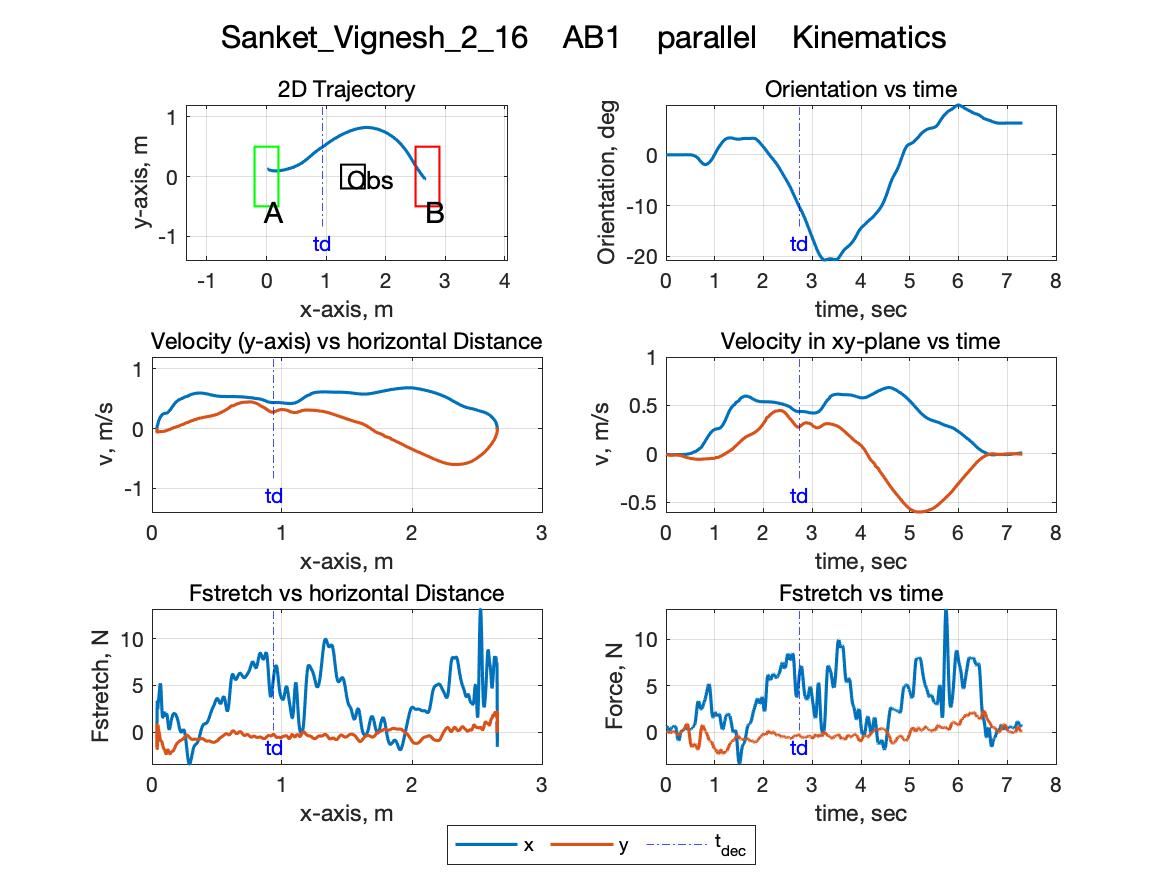 Sanket_Vignesh_2_16 AB1 parallel Kinematics
2D Trajectory
y-axis, m
1
0
-1
A
td
Obs
B
-1 0 1 2 3 4
x-axis, m
Orientation vs time
Orientation, deg
0
-10
-20
td
0 1 2 3 4 5 6 7 8
time, sec
Velocity (y-axis) vs horizontal Distance
v, m/s
1
0
-1
td
0 1 2 3
x-axis, m
Velocity in xy-plane vs time
v, m/s
1
0.5
0
-0.5
td
0 1 2 3 4 5 6 7 8
time, sec
Fstretch vs horizontal Distance
Fstretch, N
10
5
0
td
0 1 2 3
x-axis, m
Fstretch vs time
Force, N
10
5
0
td
0 1 2 3 4 5 6 7 8
time, sec
x y t_dec